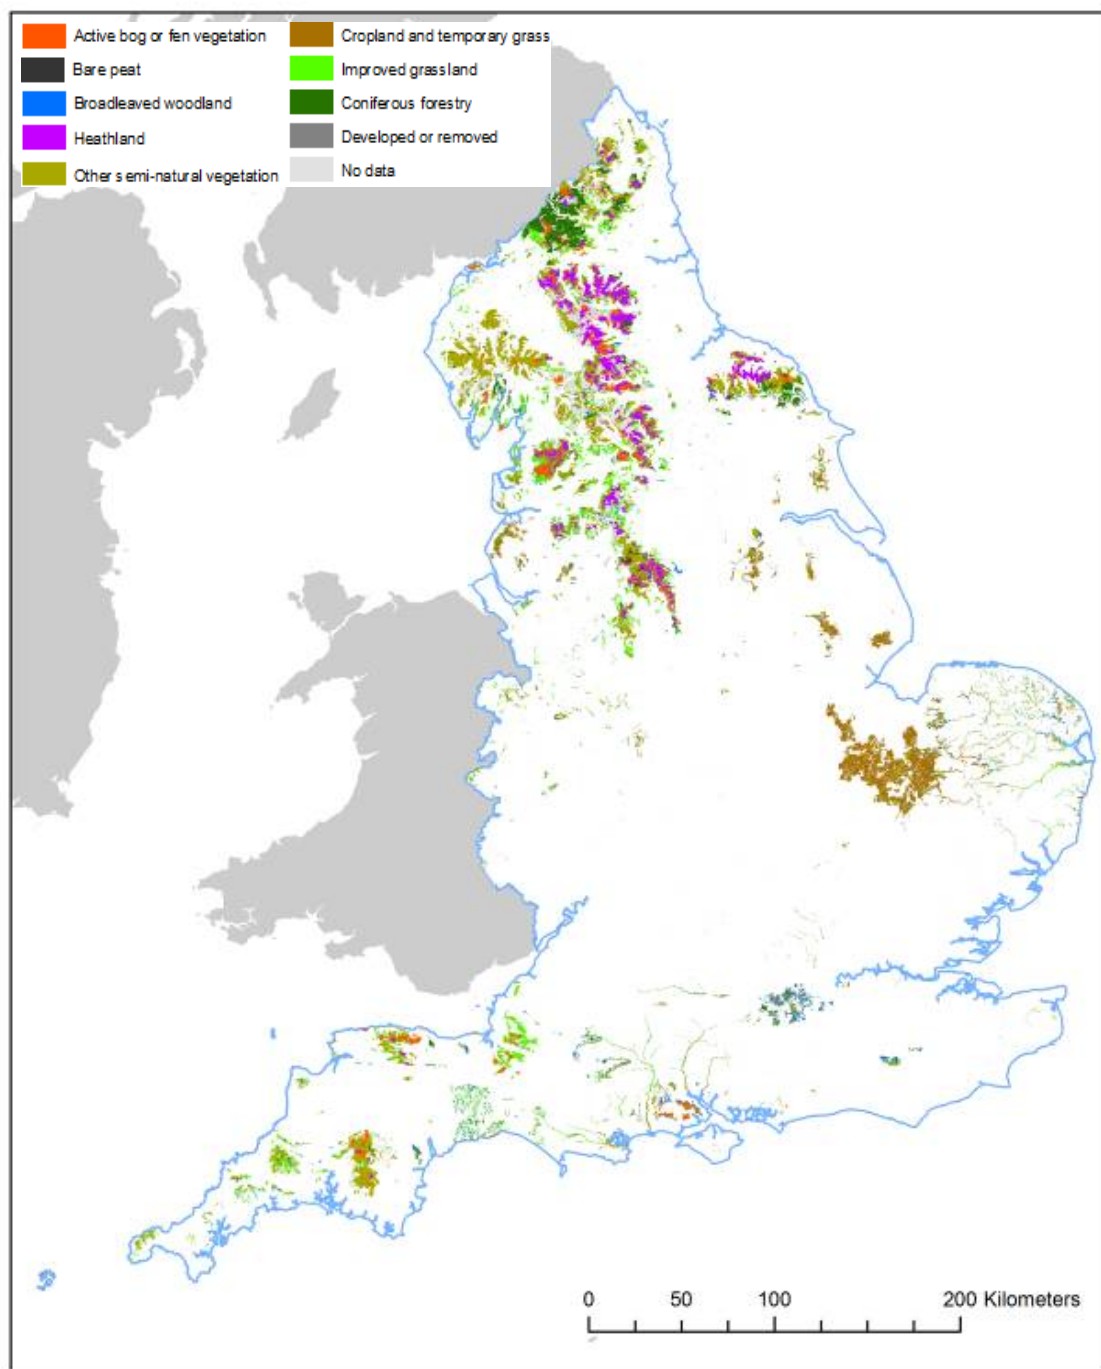 Active bog or fen vegetation
Bare peat
Broadleaved woodland
Heathland
Other semi-natural vegetation
Cropland and temporary grass
Improved grassland
Coniferous forestry
Developed or removed
No data
0 50 100 200 Kilometers